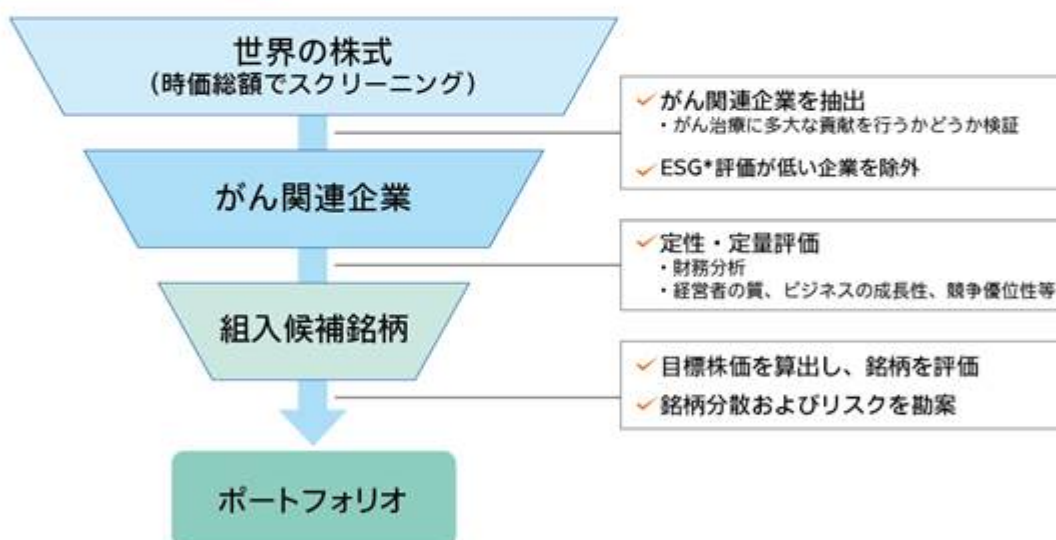 世界の株式
（時価総額でスクリーニング）
がん関連企業を抽出
・がん治療に多大な貢献を行うかどうか検証
ESG*評価が低い企業を除外
がん関連企業
定性・定量評価
・財務分析
・経営者の質、ビジネスの成長性、競争優位性等
組入候補銘柄
目標株価を算出し、銘柄を評価
銘柄分散およびリスクを勘案
ポートフォリオ